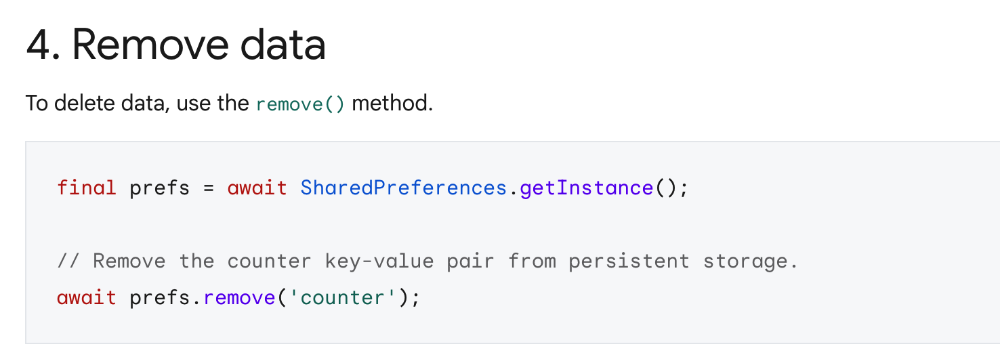 4. Remove data
To delete data, use the remove() method.
final prefs = await SharedPreferences.getInstance();
// Remove the counter key-value pair from persistent storage.
await prefs.remove('counter');